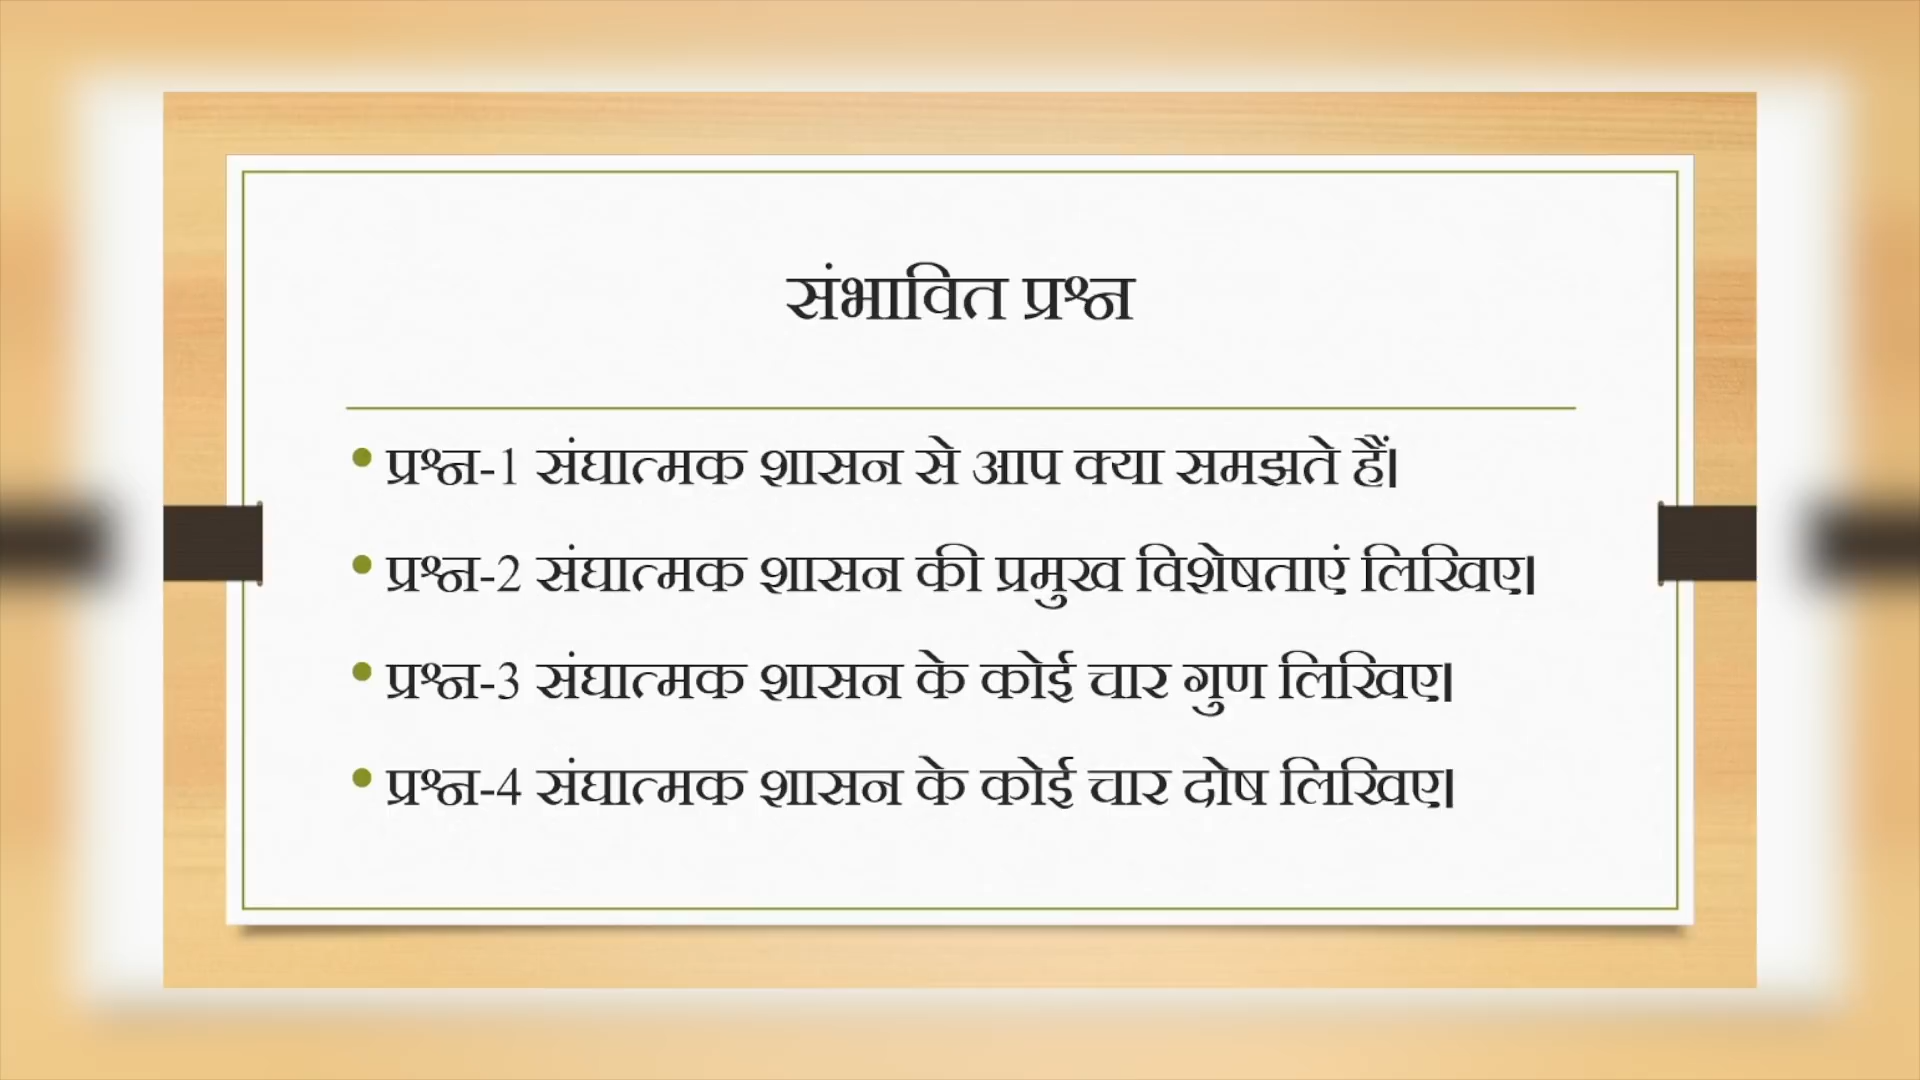 संभावित प्रश्न
• प्रश्न-1 संघात्मक शासन से आप क्या समझते हैं।
• प्रश्न-2 संघात्मक शासन की प्रमुख विशेषताएं लिखिए।
• प्रश्न-3 संघात्मक शासन के कोई चार गुण लिखिए।
• प्रश्न-4 संघात्मक शासन के कोई चार दोष लिखिए।